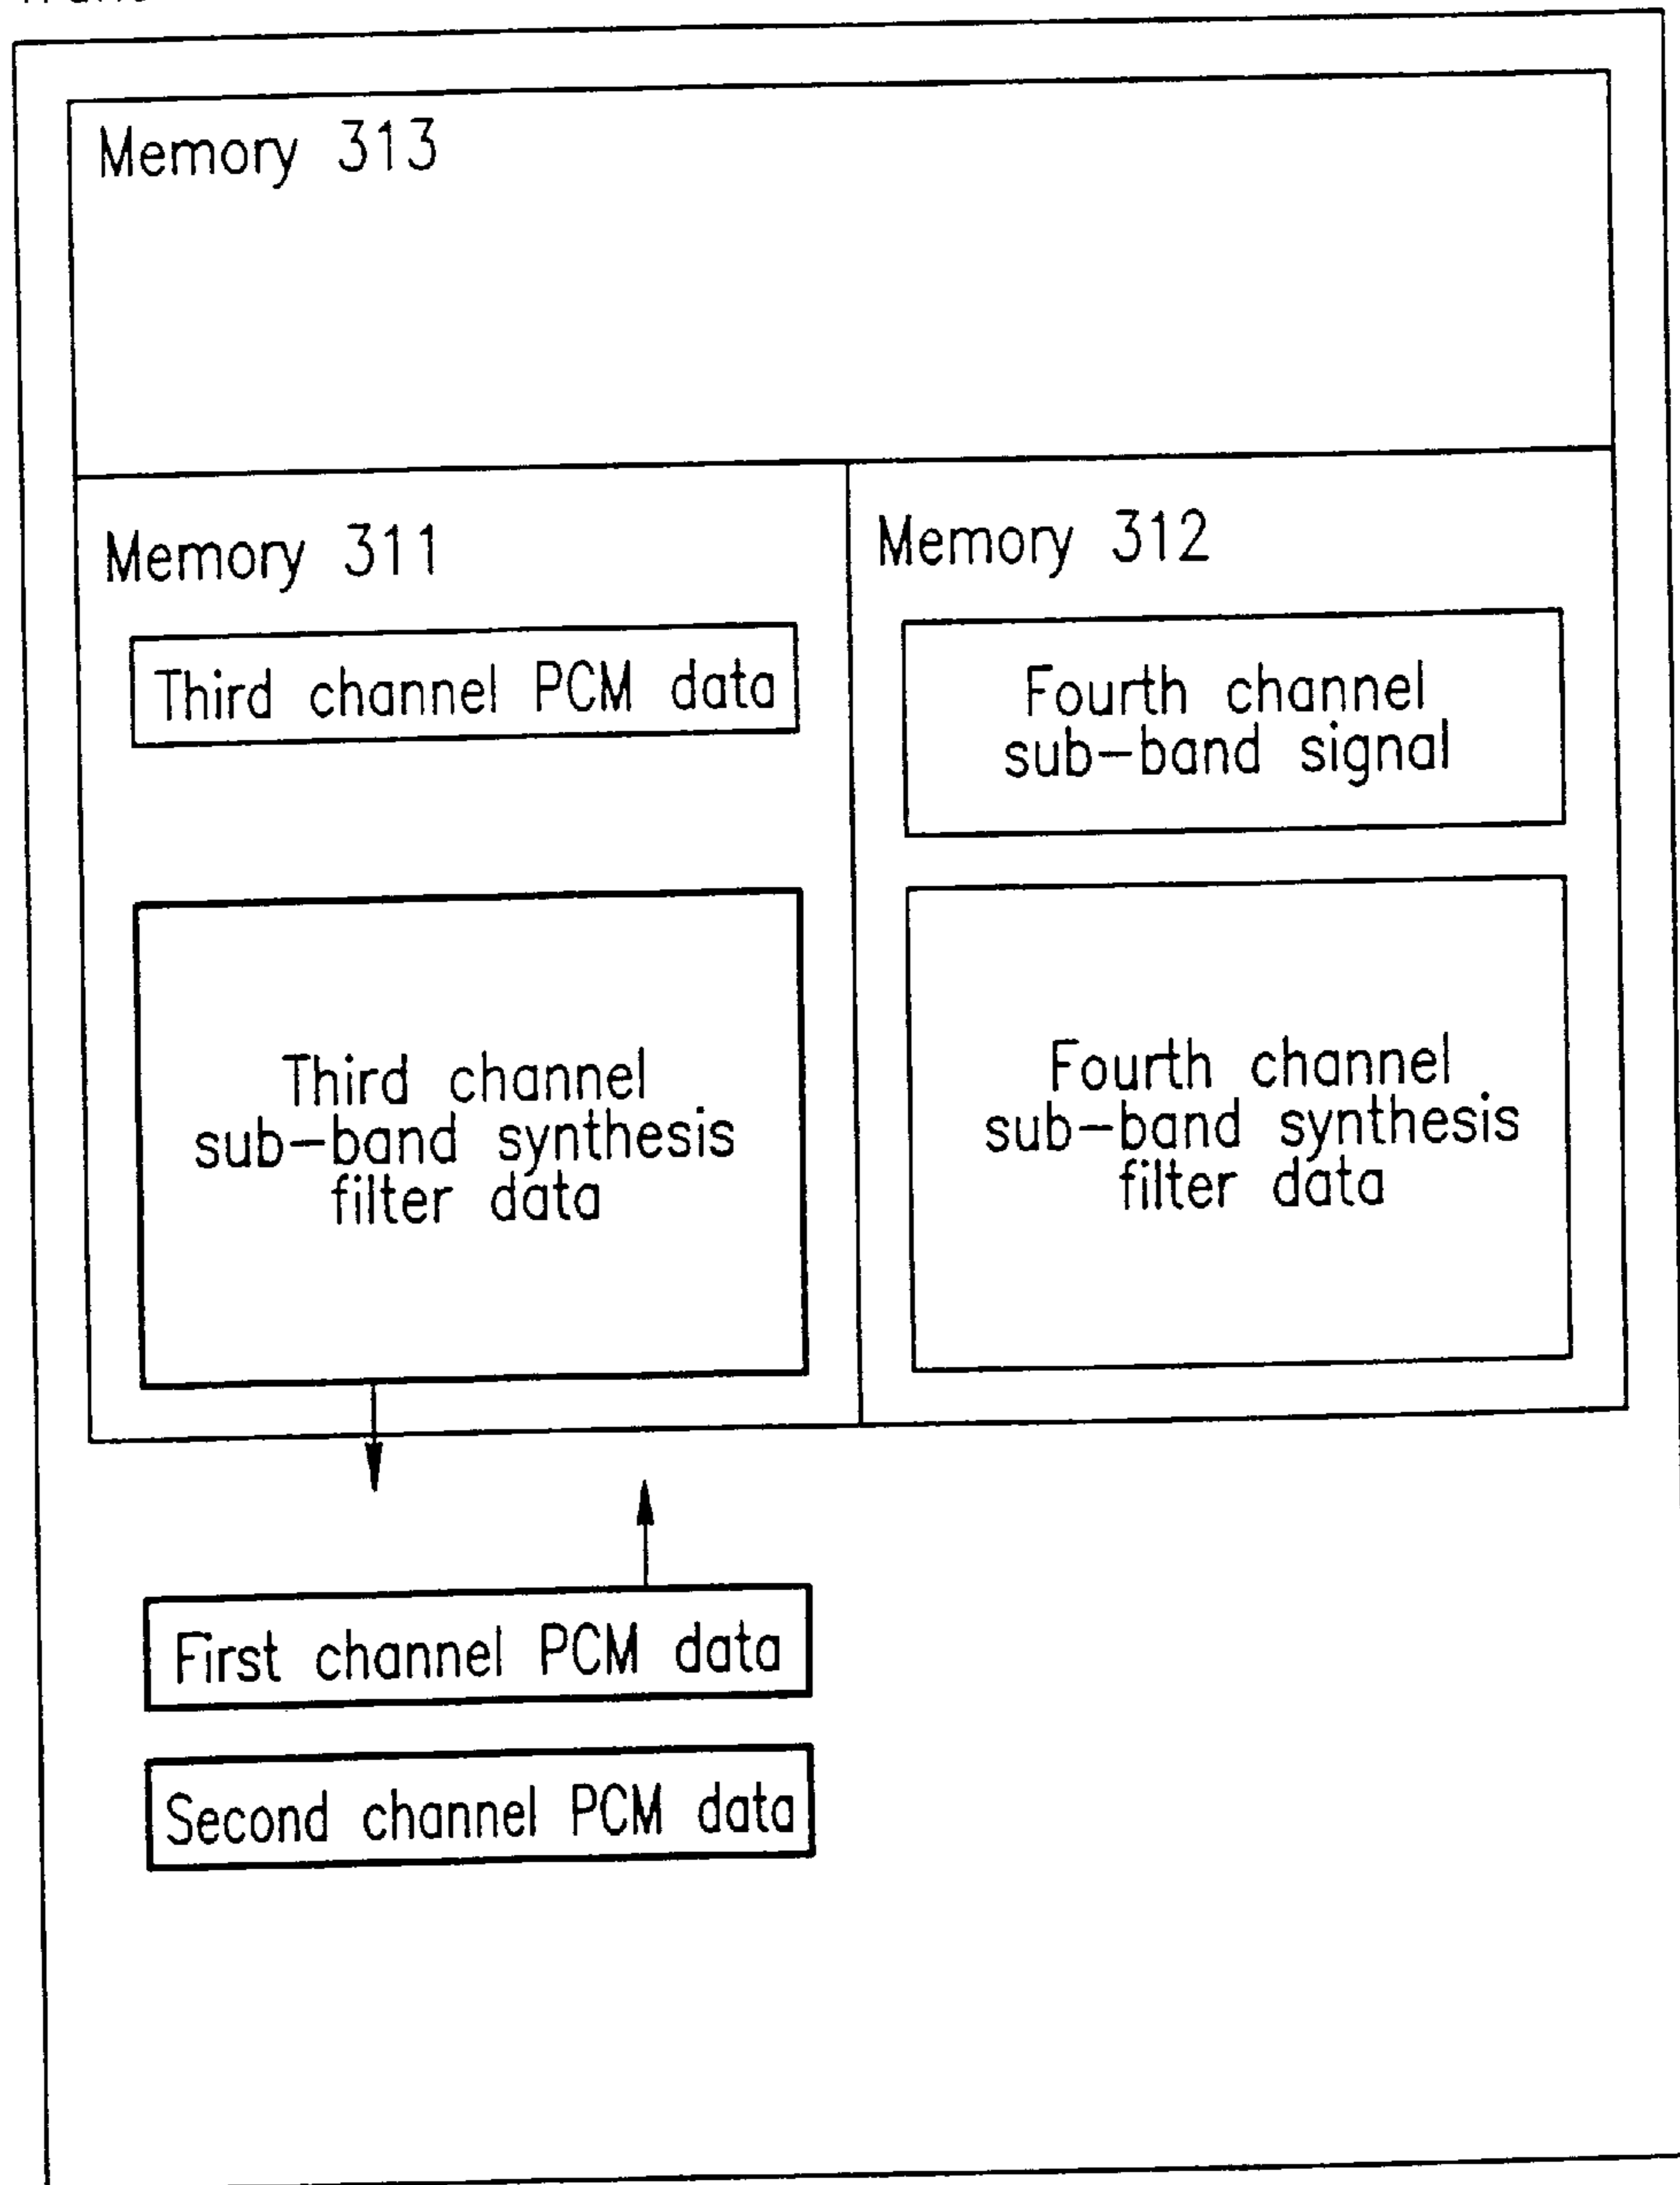 Memory 313
Memory 311
Third channel PCM data
Third channel
sub-band synthesis
filter data
Memory 312
Fourth channel
sub-band signal
Fourth channel
sub-band synthesis
filter data
First channel PCM data
Second channel PCM data